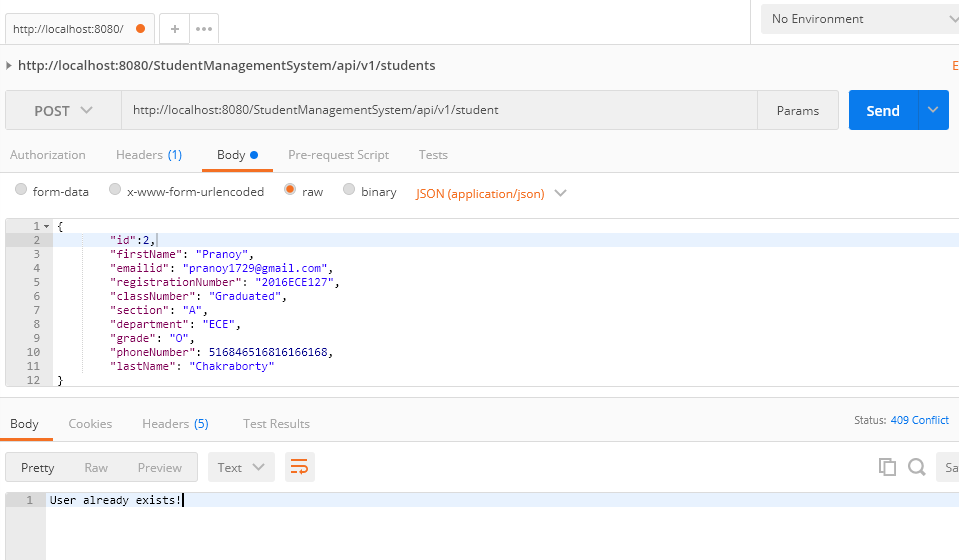 http://localhost:8080/ + ••• No Environment
http://localhost:8080/StudentManagementSystem/api/v1/students E
POST http://localhost:8080/StudentManagementSystem/api/v1/student Params Send
Authorization Headers (1) Body Pre-request Script Tests
form-data x-www-form-urlencoded raw binary JSON (application/json)
1 {
2 "id":2,
3 "firstName": "Pranoy",
4 "emailid": "pranoy1729@gmail.com",
5 "registrationNumber": "2016ECE127",
6 "classNumber": "Graduated",
7 "section": "A",
8 "department": "ECE",
9 "grade": "O",
10 "phoneNumber": 516846516816166168,
11 "lastName": "Chakraborty"
12 }
Body Cookies Headers (5) Test Results Status: 409 Conflict
Pretty Raw Preview Text Sa
1 User already exists!